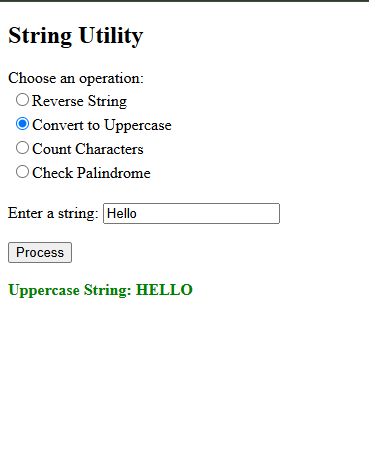 String Utility
Choose an operation:
Reverse String
Convert to Uppercase
Count Characters
Check Palindrome
Enter a string: Hello
Process
Uppercase String: HELLO